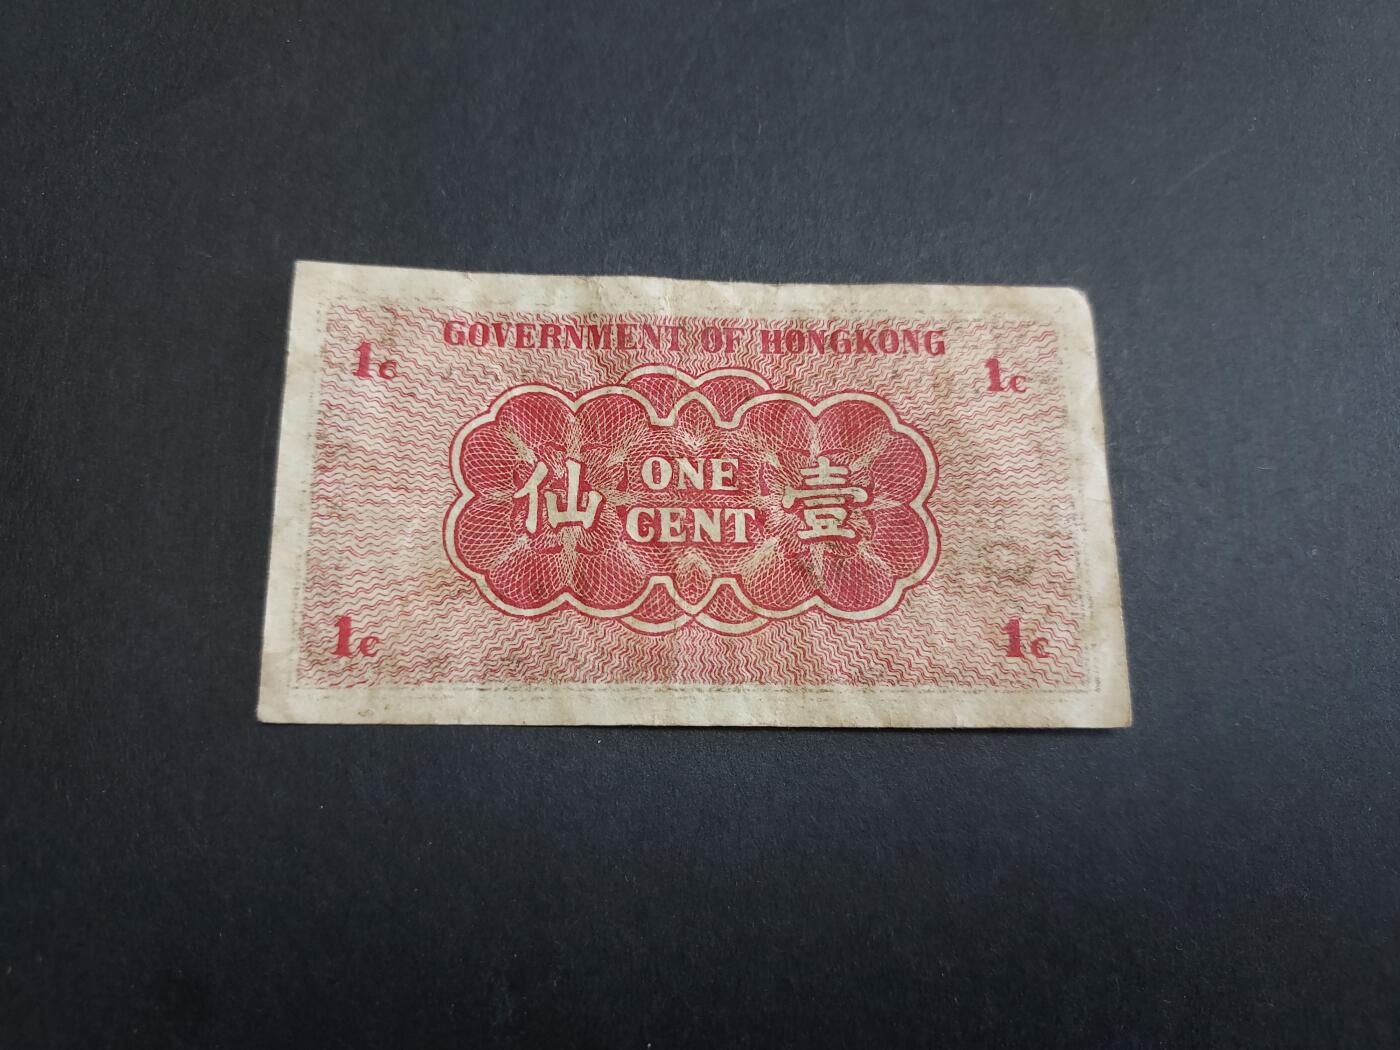 GOVERNMENT OF HONGKONG
1c
1c
仙 ONE 壹
CENT
1c
1c